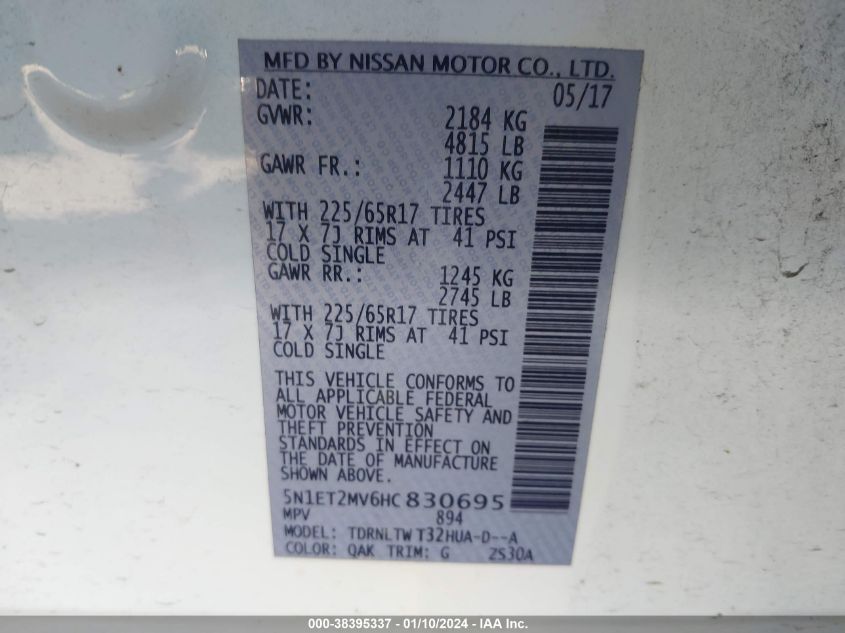 MFD BY NISSAN MOTOR CO., LTD.
DATE: 05/17
GVWR: 2184 KG
4815 LB
GAWR FR.: 1110 KG
2447 LB
WITH 225/65R17 TIRES
17 X 7J RIMS AT 41 PSI
COLD SINGLE
GAWR RR.: 1245 KG
2745 LB
WITH 225/65R17 TIRES
17 X 7J RIMS AT 41 PSI
COLD SINGLE
THIS VEHICLE CONFORMS TO
ALL APPLICABLE FEDERAL
MOTOR VEHICLE SAFETY AND
THEFT PREVENTION
STANDARDS IN EFFECT ON
THE DATE OF MANUFACTURE
SHOWN ABOVE.
5N1ET2MV6HC830695
MPV 894
MODEL: TDRNLTW T32HUA-D--A
COLOR: QAK TRIM: G ZS30A
000-38395337 - 01/10/2024 - IAA Inc.